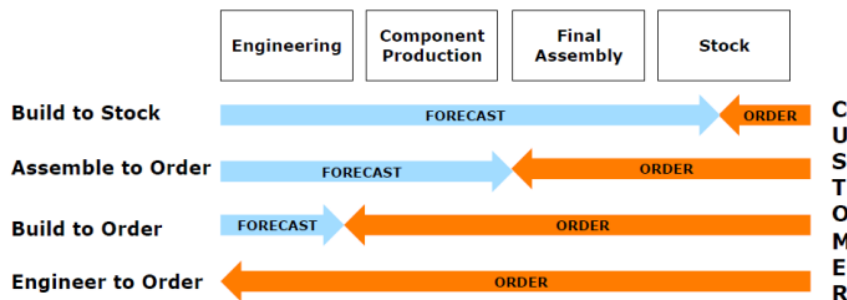 Engineering
Component
Production
Final
Assembly
Stock
Build to Stock
FORECAST
ORDER
Assemble to Order
FORECAST
ORDER
Build to Order
FORECAST
ORDER
Engineer to Order
ORDER
C
U
S
T
O
M
E
R